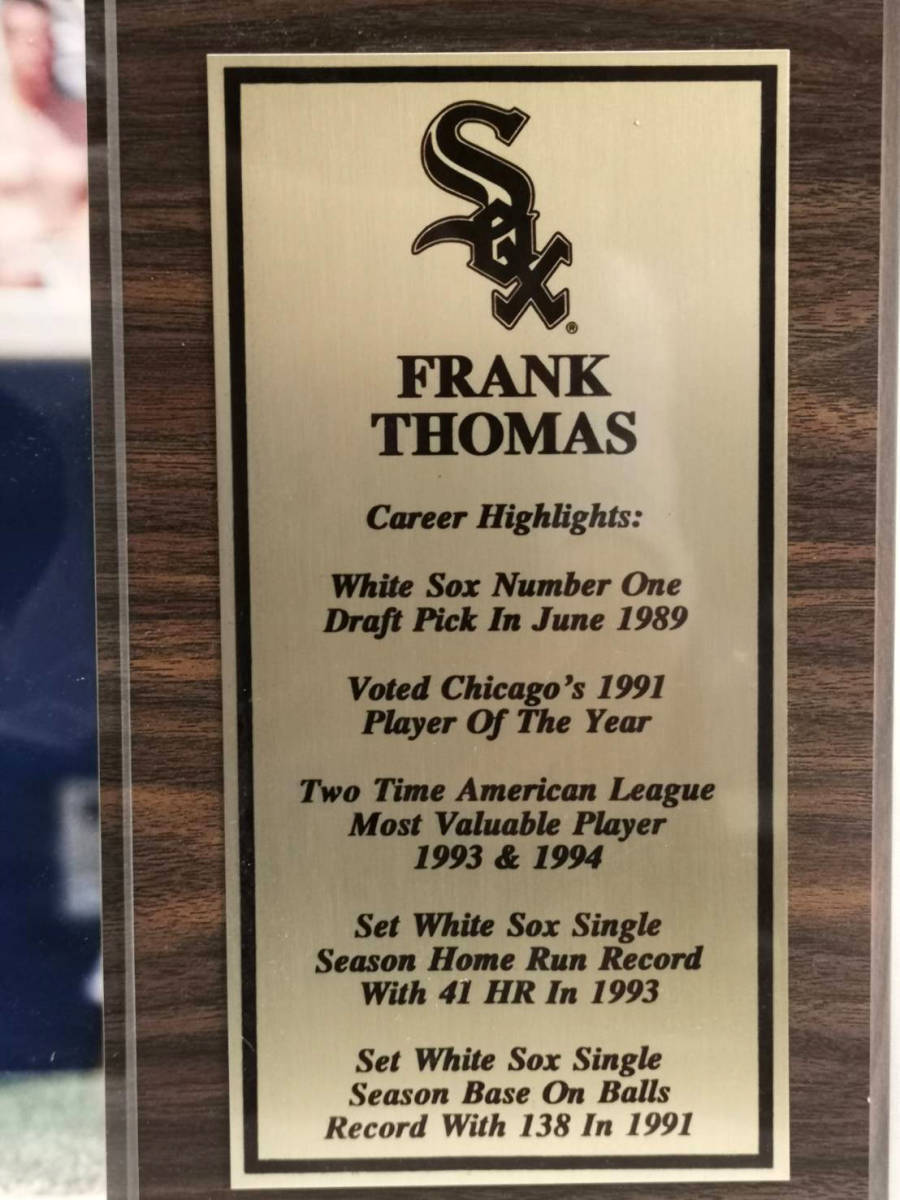 Sox
®
FRANK
THOMAS
Career Highlights:
White Sox Number One
Draft Pick In June 1989
Voted Chicago's 1991
Player Of The Year
Two Time American League
Most Valuable Player
1993 & 1994
Set White Sox Single
Season Home Run Record
With 41 HR In 1993
Set White Sox Single
Season Base On Balls
Record With 138 In 1991